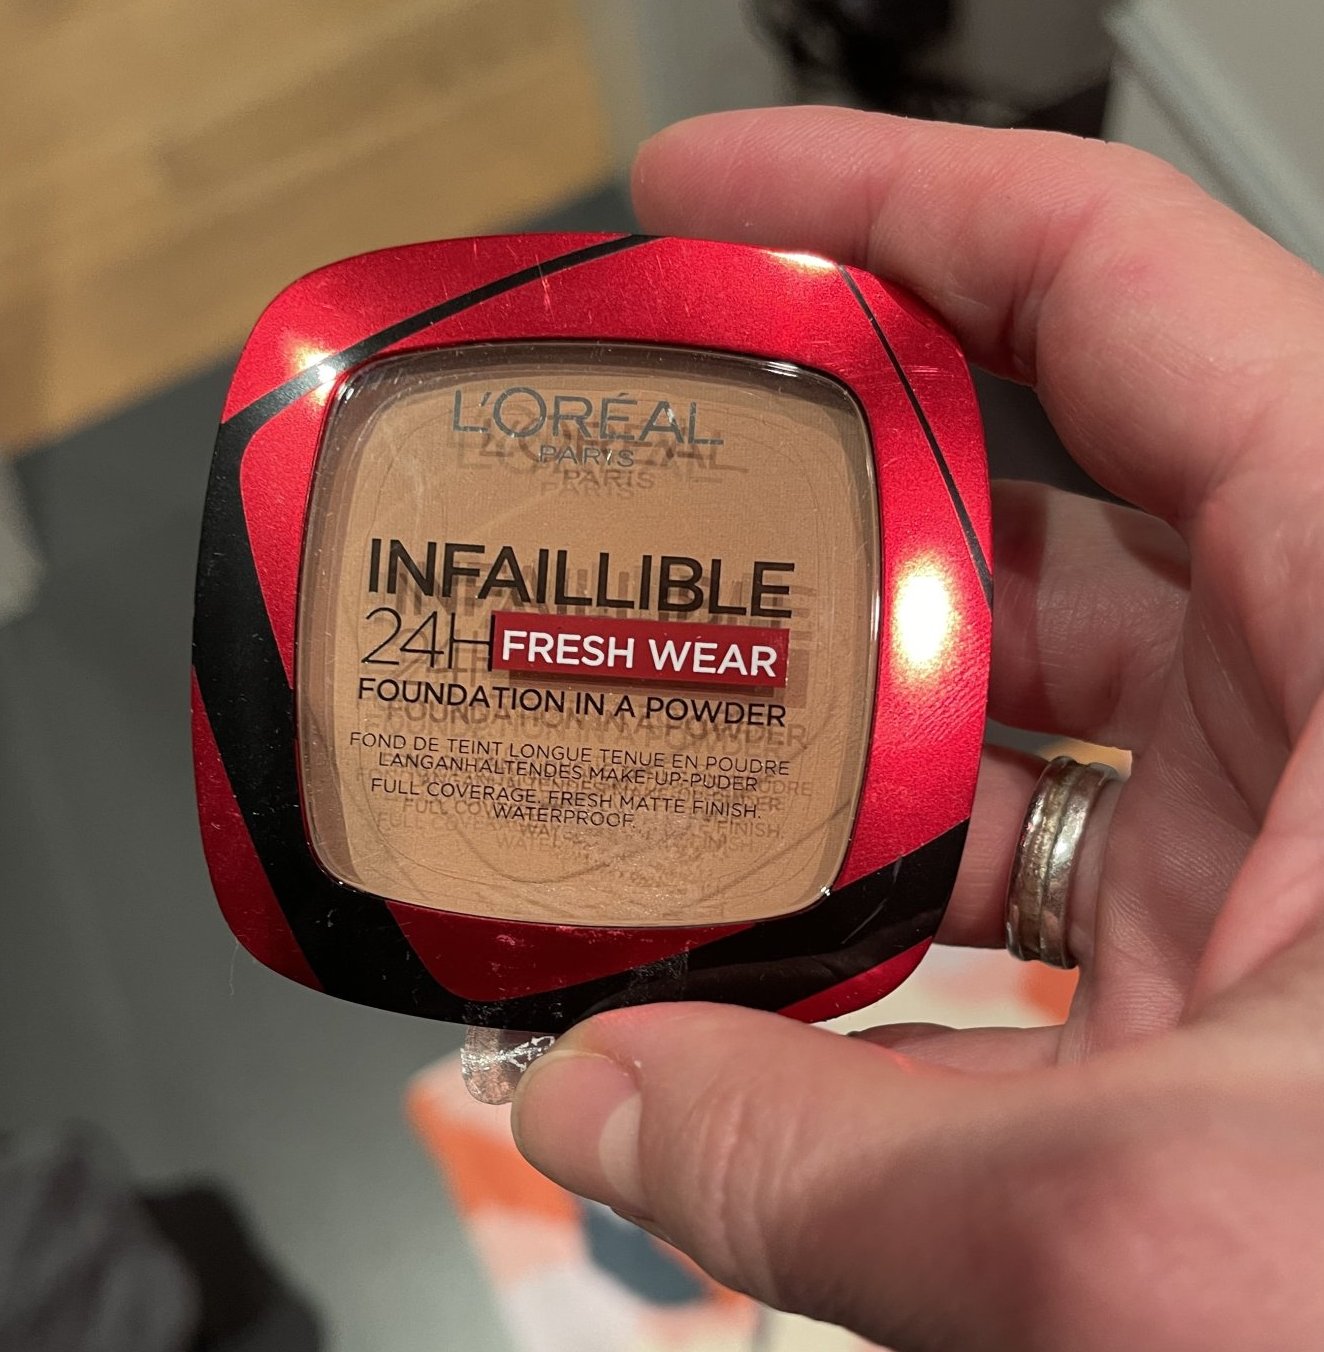 L'ORÉAL
PARIS
INFAILLIBLE
24H FRESH WEAR
FOUNDATION IN A POWDER
FOND DE TEINT LONGUE TENUE EN POUDRE
LANGANHALTENDES MAKE-UP-PUDER
FULL COVERAGE. FRESH MATTE FINISH.
WATERPROOF.